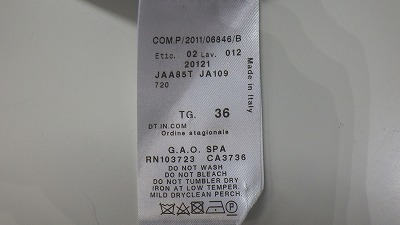 COM.P/2011/06846/B
Etic. 02 Lav. 012
20121
JAA85T JA109
720
Made in Italy
TG. 36
DT IN.COM
Ordine stagionale
G.A.O. SPA
RN103723 CA3736
DO NOT WASH
DO NOT BLEACH
DO NOT TUMBLER DRY
IRON AT LOW TEMPER.
MILD DRYCLEAN PERCH.
P